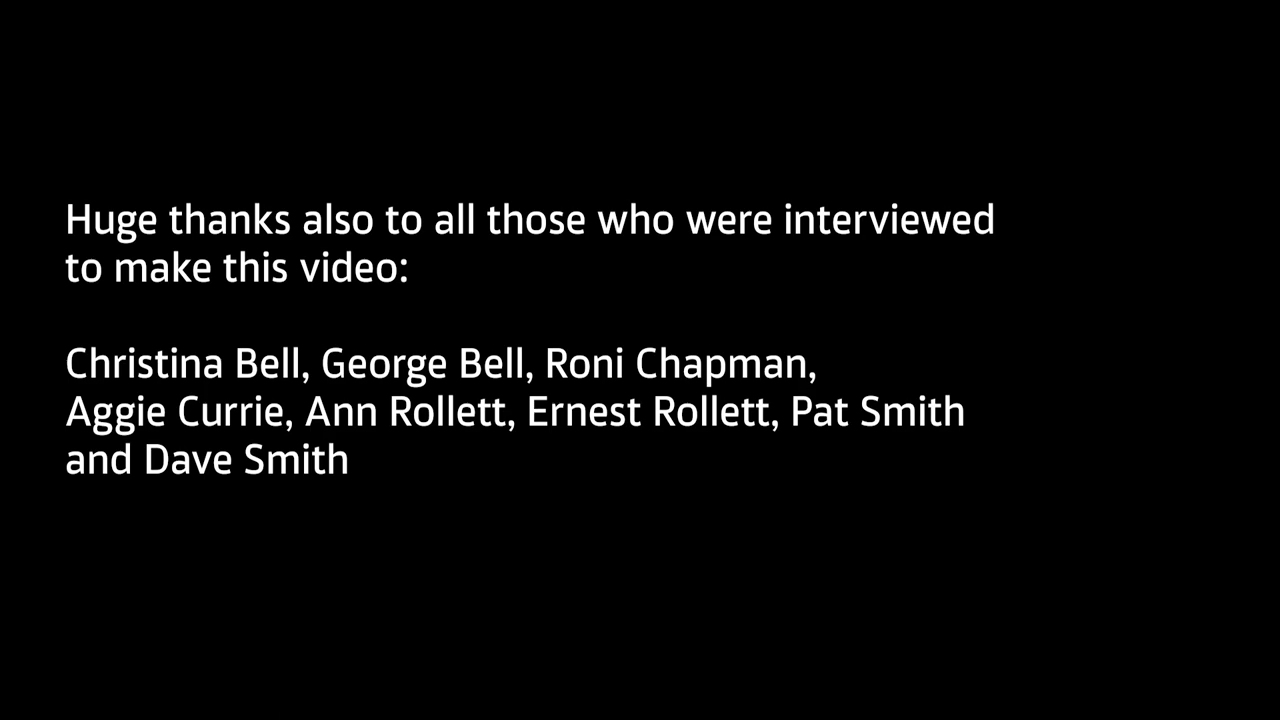 Huge thanks also to all those who were interviewed
to make this video:
Christina Bell, George Bell, Roni Chapman,
Aggie Currie, Ann Rollett, Ernest Rollett, Pat Smith
and Dave Smith